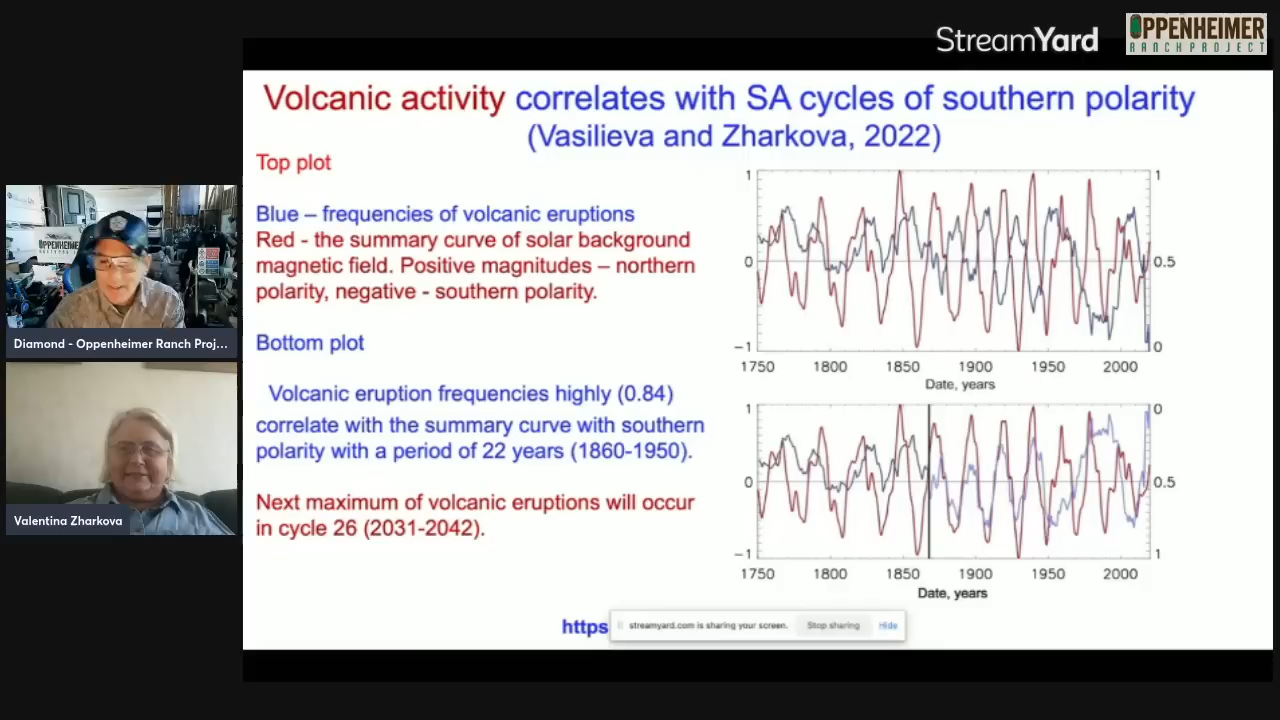 StreamYard
OPPENHEIMER
RANCH PROJECT
Volcanic activity correlates with SA cycles of southern polarity
(Vasilieva and Zharkova, 2022)
Top plot
Blue – frequencies of volcanic eruptions
Red - the summary curve of solar background
magnetic field. Positive magnitudes – northern
polarity, negative - southern polarity.
Bottom plot
Volcanic eruption frequencies highly (0.84)
correlate with the summary curve with southern
polarity with a period of 22 years (1860-1950).
Next maximum of volcanic eruptions will occur
in cycle 26 (2031-2042).
1 1
0 0.5
−1 0
1750 1800 1850 1900 1950 2000
Date, years
1 0
0 0.5
−1 1
1750 1800 1850 1900 1950 2000
Date, years
https
streamyard.com is sharing your screen. Stop sharing Hide
OPPENHEIMER
Diamond - Oppenheimer Ranch Proj...
Valentina Zharkova